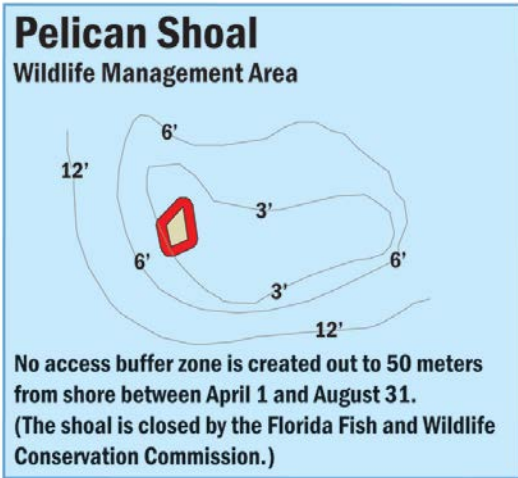 Pelican Shoal
Wildlife Management Area
6'
12'
3'
6'
6'
3'
12'
No access buffer zone is created out to 50 meters
from shore between April 1 and August 31.
(The shoal is closed by the Florida Fish and Wildlife
Conservation Commission.)